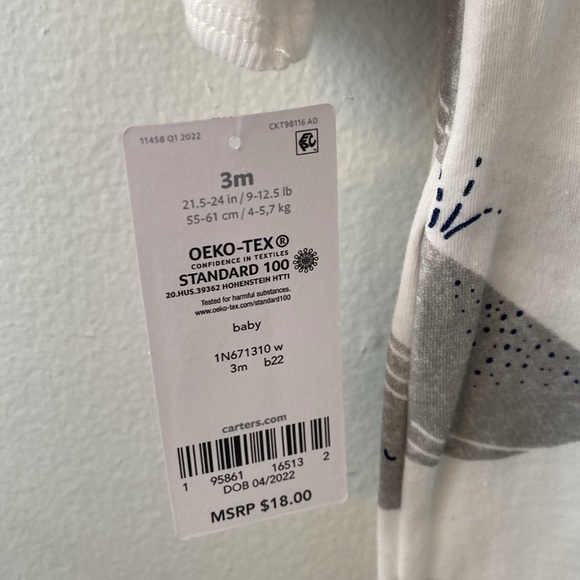 11458 Q1 2022
CKT98116 AD
3m
21.5-24 in / 9-12.5 lb
55-61 cm / 4-5,7 kg
OEKO-TEX®
CONFIDENCE IN TEXTILES
STANDARD 100
20.HUS.39362 HOHENSTEIN HTTI
Tested for harmful substances.
www.oeko-tex.com/standard100
baby
1N671310 w
3m b22
carters.com
1 95861 16513 2
DOB 04/2022
MSRP $18.00